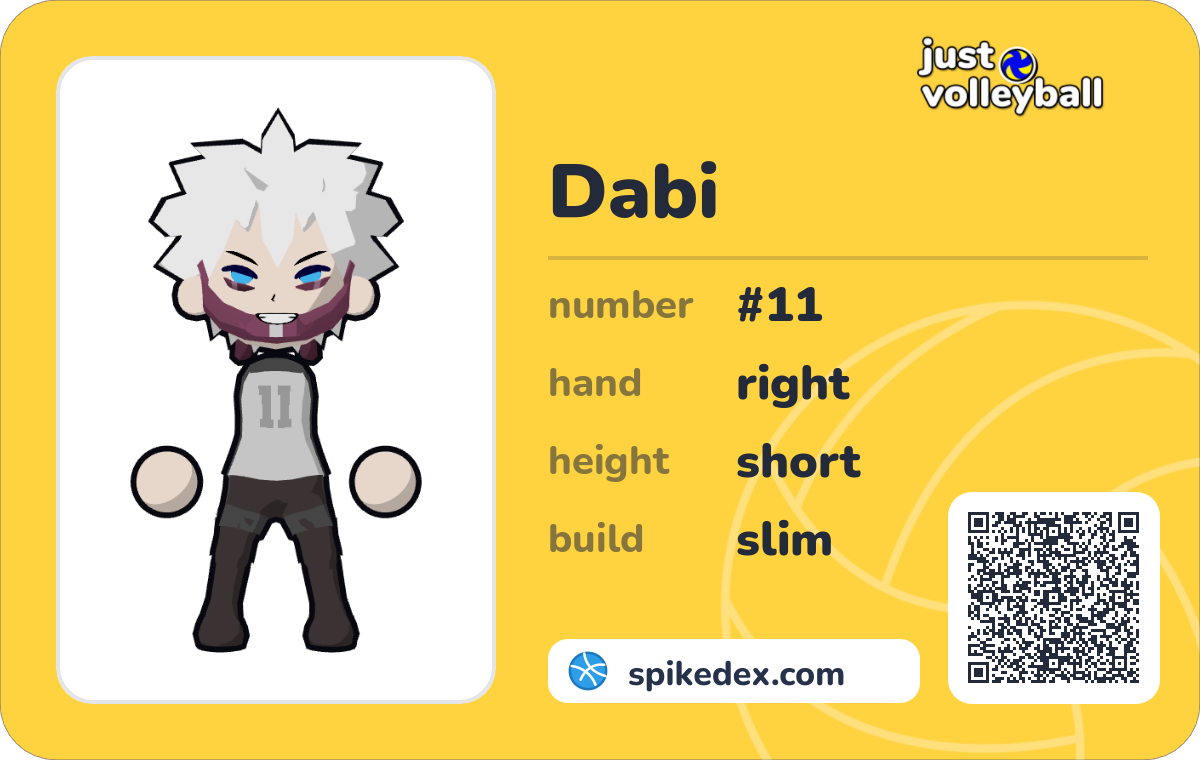 just
volleyball
Dabi
number #11
hand right
height short
build slim
11
spikedex.com